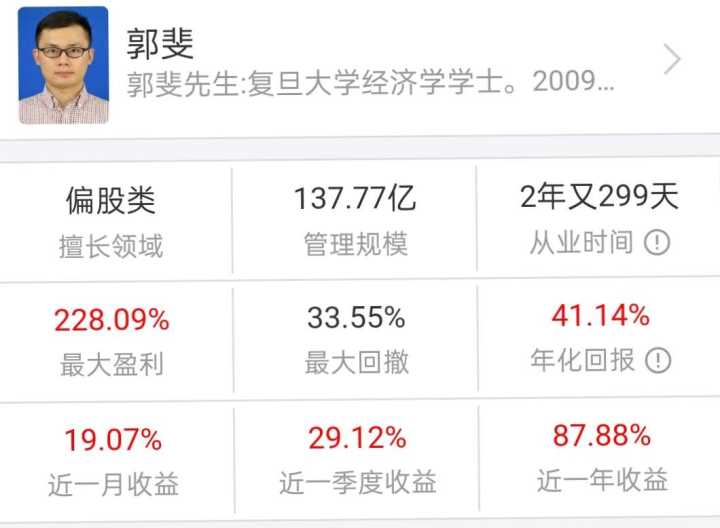 郭斐
郭斐先生:复旦大学经济学学士。2009...
偏股类 137.77亿 2年又299天
擅长领域 管理规模 从业时间
228.09% 33.55% 41.14%
最大盈利 最大回撤 年化回报
19.07% 29.12% 87.88%
近一月收益 近一季度收益 近一年收益